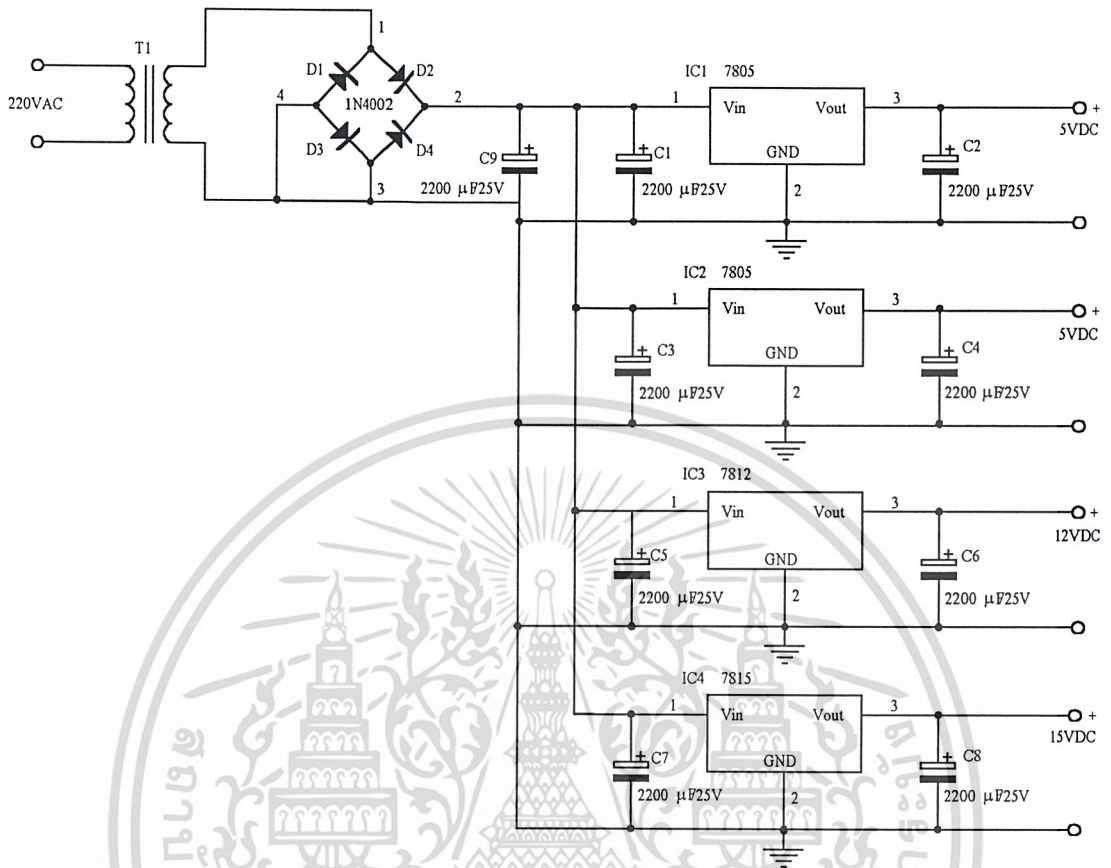 T1
220VAC
1
D1
D2
4
1N4002
2
D3
D4
3
C9
2200 μF25V
IC1 7805
1
Vin
Vout
3
GND
2
C1
2200 μF25V
C2
2200 μF25V
+
5VDC
IC2 7805
1
Vin
Vout
3
GND
2
C3
2200 μF25V
C4
2200 μF25V
+
5VDC
IC3 7812
1
Vin
Vout
3
GND
2
C5
2200 μF25V
C6
2200 μF25V
+
12VDC
IC4 7815
1
Vin
Vout
3
GND
2
C7
2200 μF25V
C8
2200 μF25V
+
15VDC